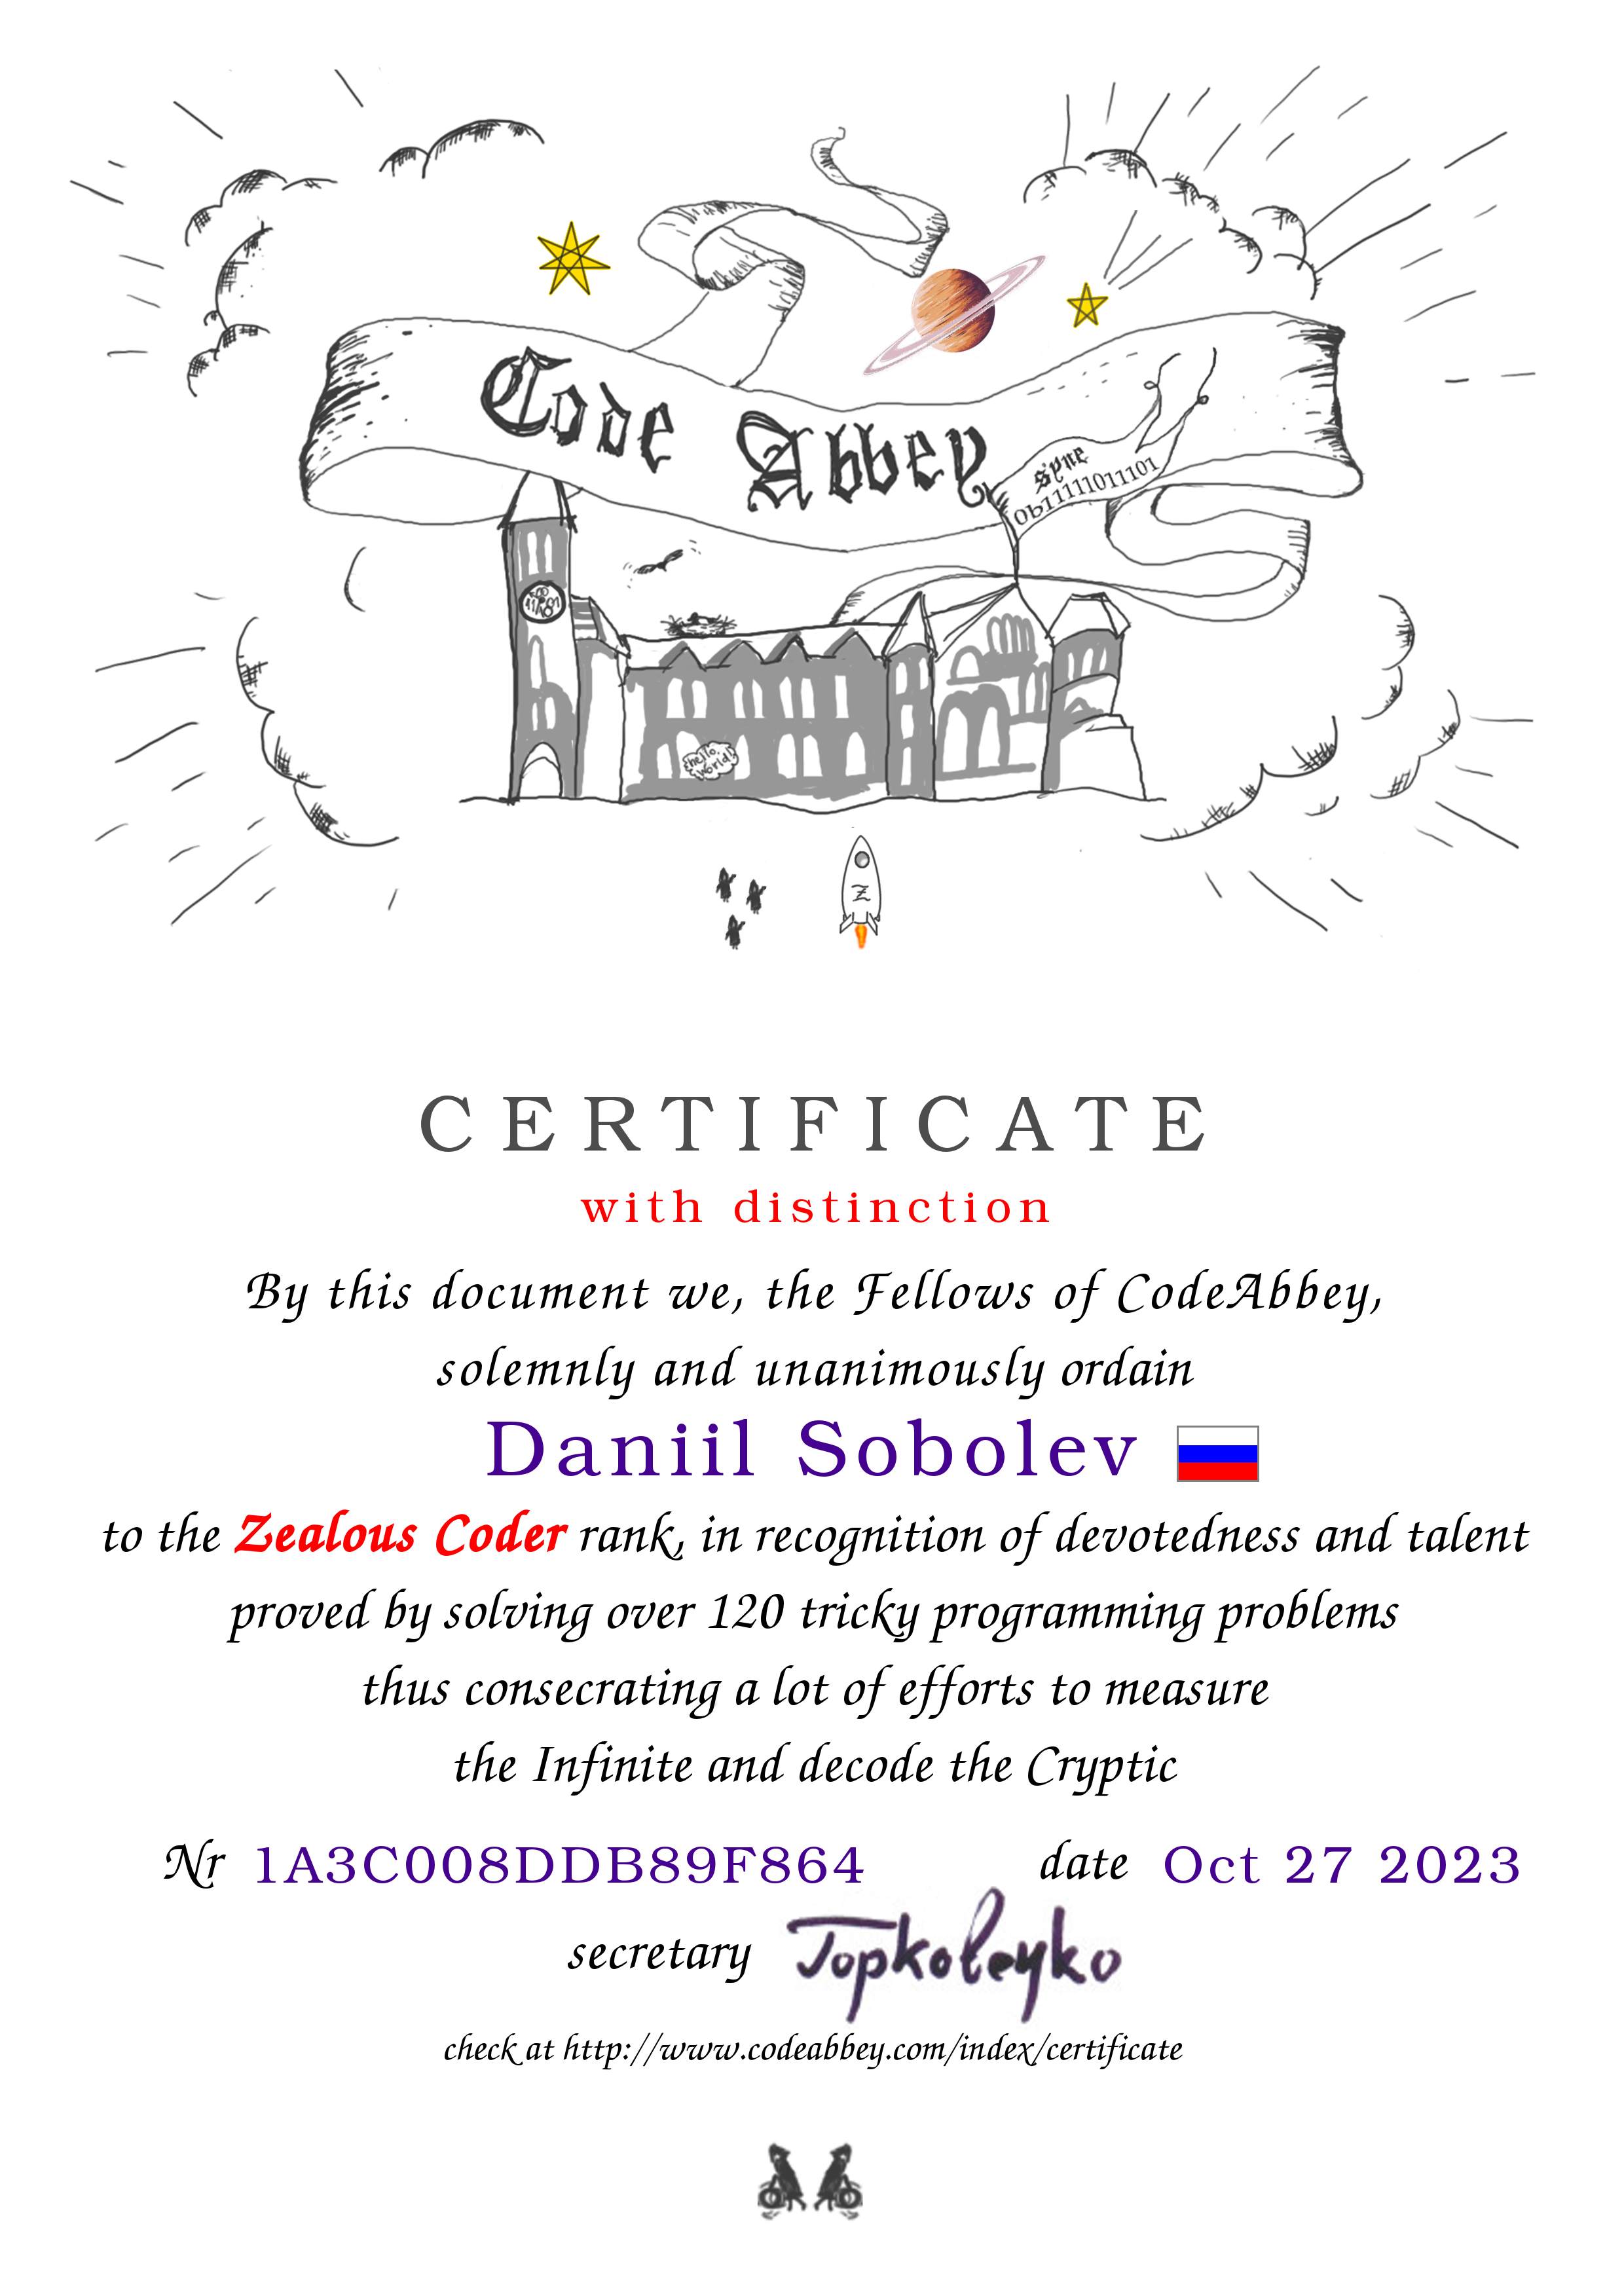 Code Abbey
syne
0b11111011101
hello,
world!
Z
CERTIFICATE
with distinction
By this document we, the Fellows of CodeAbbey,
solemnly and unanimously ordain
Daniil Sobolev
to the Zealous Coder rank, in recognition of devotedness and talent
proved by solving over 120 tricky programming problems
thus consecrating a lot of efforts to measure
the Infinite and decode the Cryptic
Nr 1A3C008DDB89F864 date Oct 27 2023
secretary
check at http://www.codeabbey.com/index/certificate